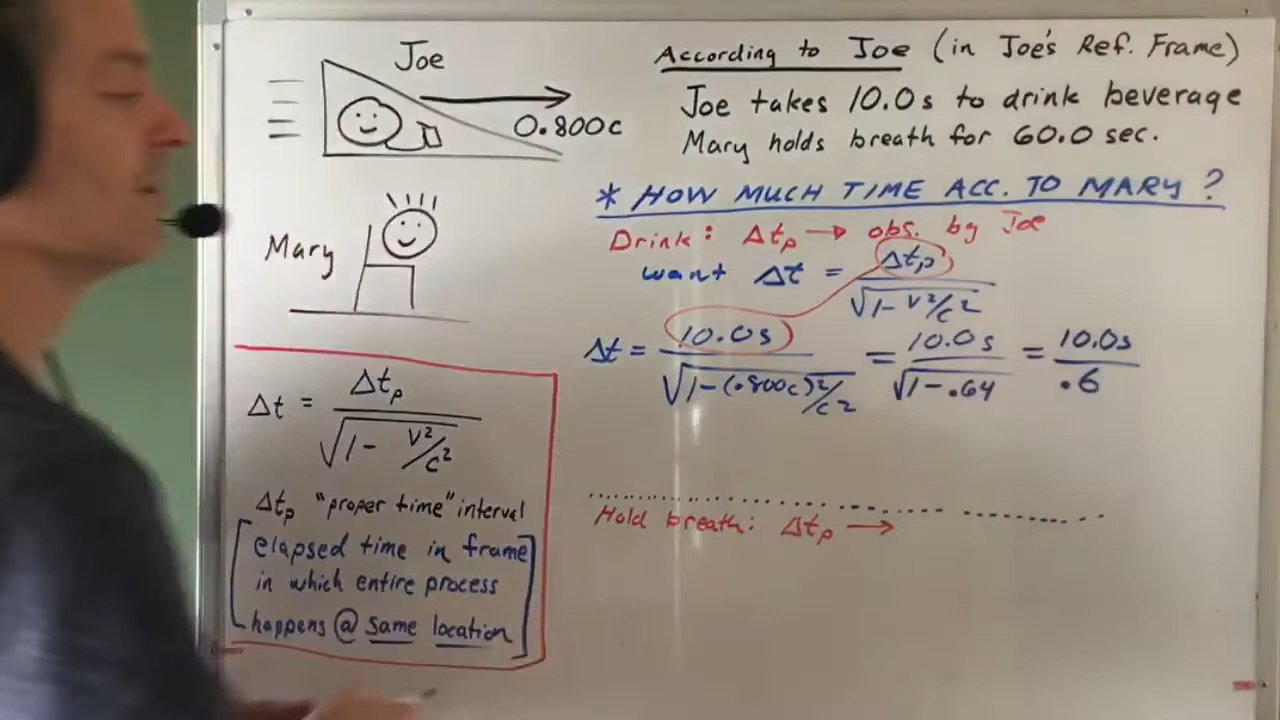 Joe
0.800c
Mary
Δt = Δtₚ / √(1 - v²/c²)
Δtₚ "proper time" interval
[elapsed time in frame
in which entire process
happens @ same location]
According to Joe (in Joe's Ref. Frame)
Joe takes 10.0s to drink beverage
Mary holds breath for 60.0 sec.
* HOW MUCH TIME ACC. TO MARY?
Drink: Δtₚ → obs. by Joe
want Δt = Δtₚ / √(1 - v²/c²)
Δt = 10.0s / √(1-(.800c)²/c²) = 10.0s / √(1-.64) = 10.0s / .6
Hold breath: Δtₚ →